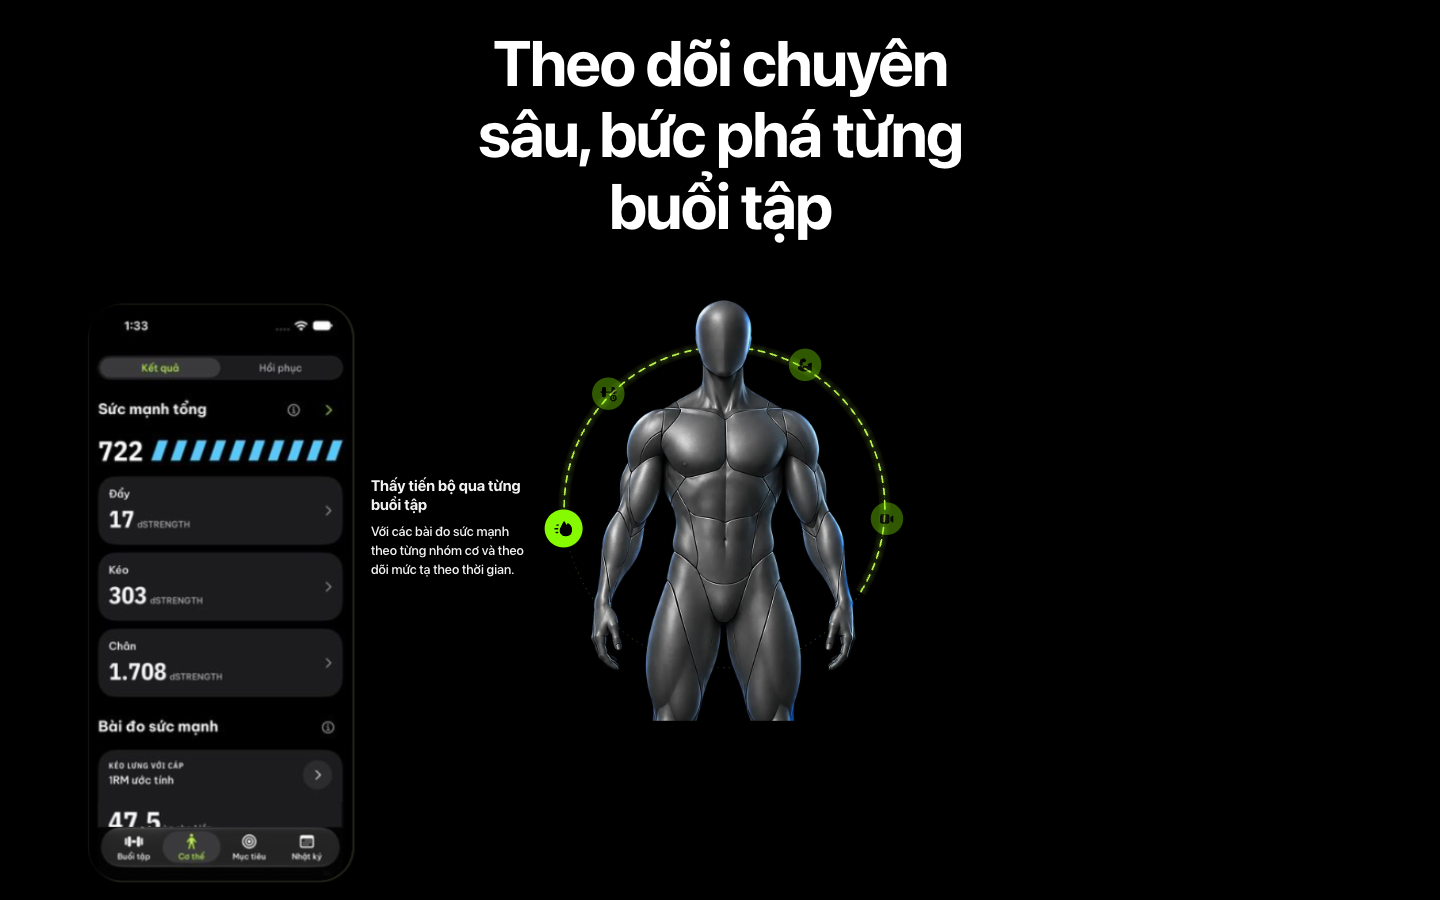 Theo dõi chuyên
sâu, bức phá từng
buổi tập
1:33
Kết quả
Hồi phục
Sức mạnh tổng
722
Đẩy
17 dSTRENGTH
Kéo
303 dSTRENGTH
Chân
1.708 dSTRENGTH
Bài đo sức mạnh
KÉO LƯNG VỚI CÁP
1RM ước tính
47,5
Buổi tập
Cơ thể
Mục tiêu
Nhật ký
Thấy tiến bộ qua từng
buổi tập
Với các bài đo sức mạnh
theo từng nhóm cơ và theo
dõi mức tạ theo thời gian.